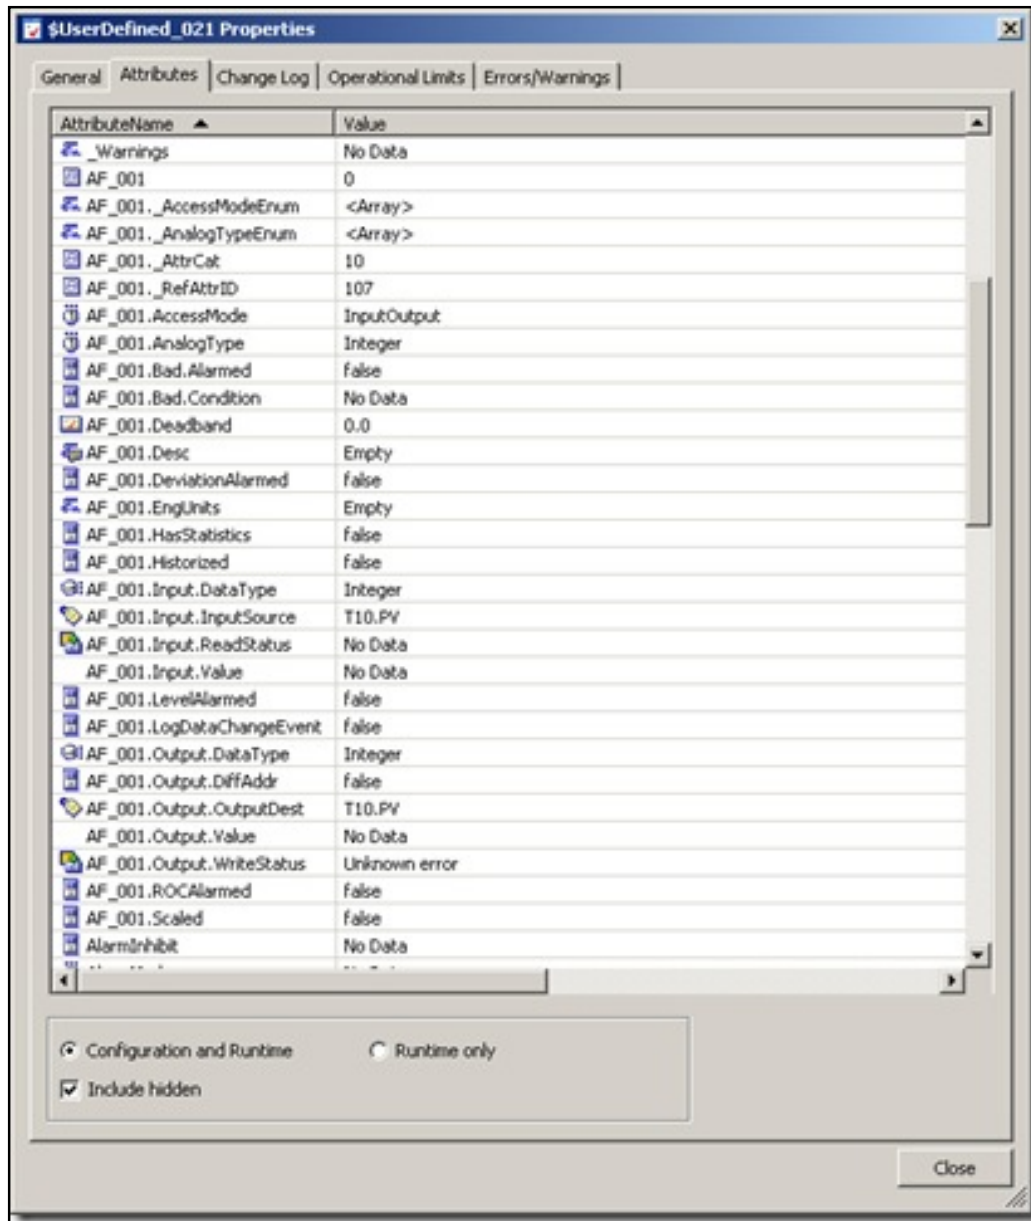 $UserDefined_021 Properties
General Attributes Change Log Operational Limits Errors/Warnings
AttributeName Value
_Warnings No Data
AF_001 0
AF_001._AccessModeEnum <Array>
AF_001._AnalogTypeEnum <Array>
AF_001._AttrCat 10
AF_001._RefAttrID 107
AF_001.AccessMode InputOutput
AF_001.AnalogType Integer
AF_001.Bad.Alarmed false
AF_001.Bad.Condition No Data
AF_001.Deadband 0.0
AF_001.Desc Empty
AF_001.DeviationAlarmed false
AF_001.EngUnits Empty
AF_001.HasStatistics false
AF_001.Historized false
AF_001.Input.DataType Integer
AF_001.Input.InputSource T10.PV
AF_001.Input.ReadStatus No Data
AF_001.Input.Value No Data
AF_001.LevelAlarmed false
AF_001.LogDataChangeEvent false
AF_001.Output.DataType Integer
AF_001.Output.DiffAddr false
AF_001.Output.OutputDest T10.PV
AF_001.Output.Value No Data
AF_001.Output.WriteStatus Unknown error
AF_001.ROCAlarmed false
AF_001.Scaled false
AlarmInhibit No Data
Configuration and Runtime Runtime only
Include hidden
Close